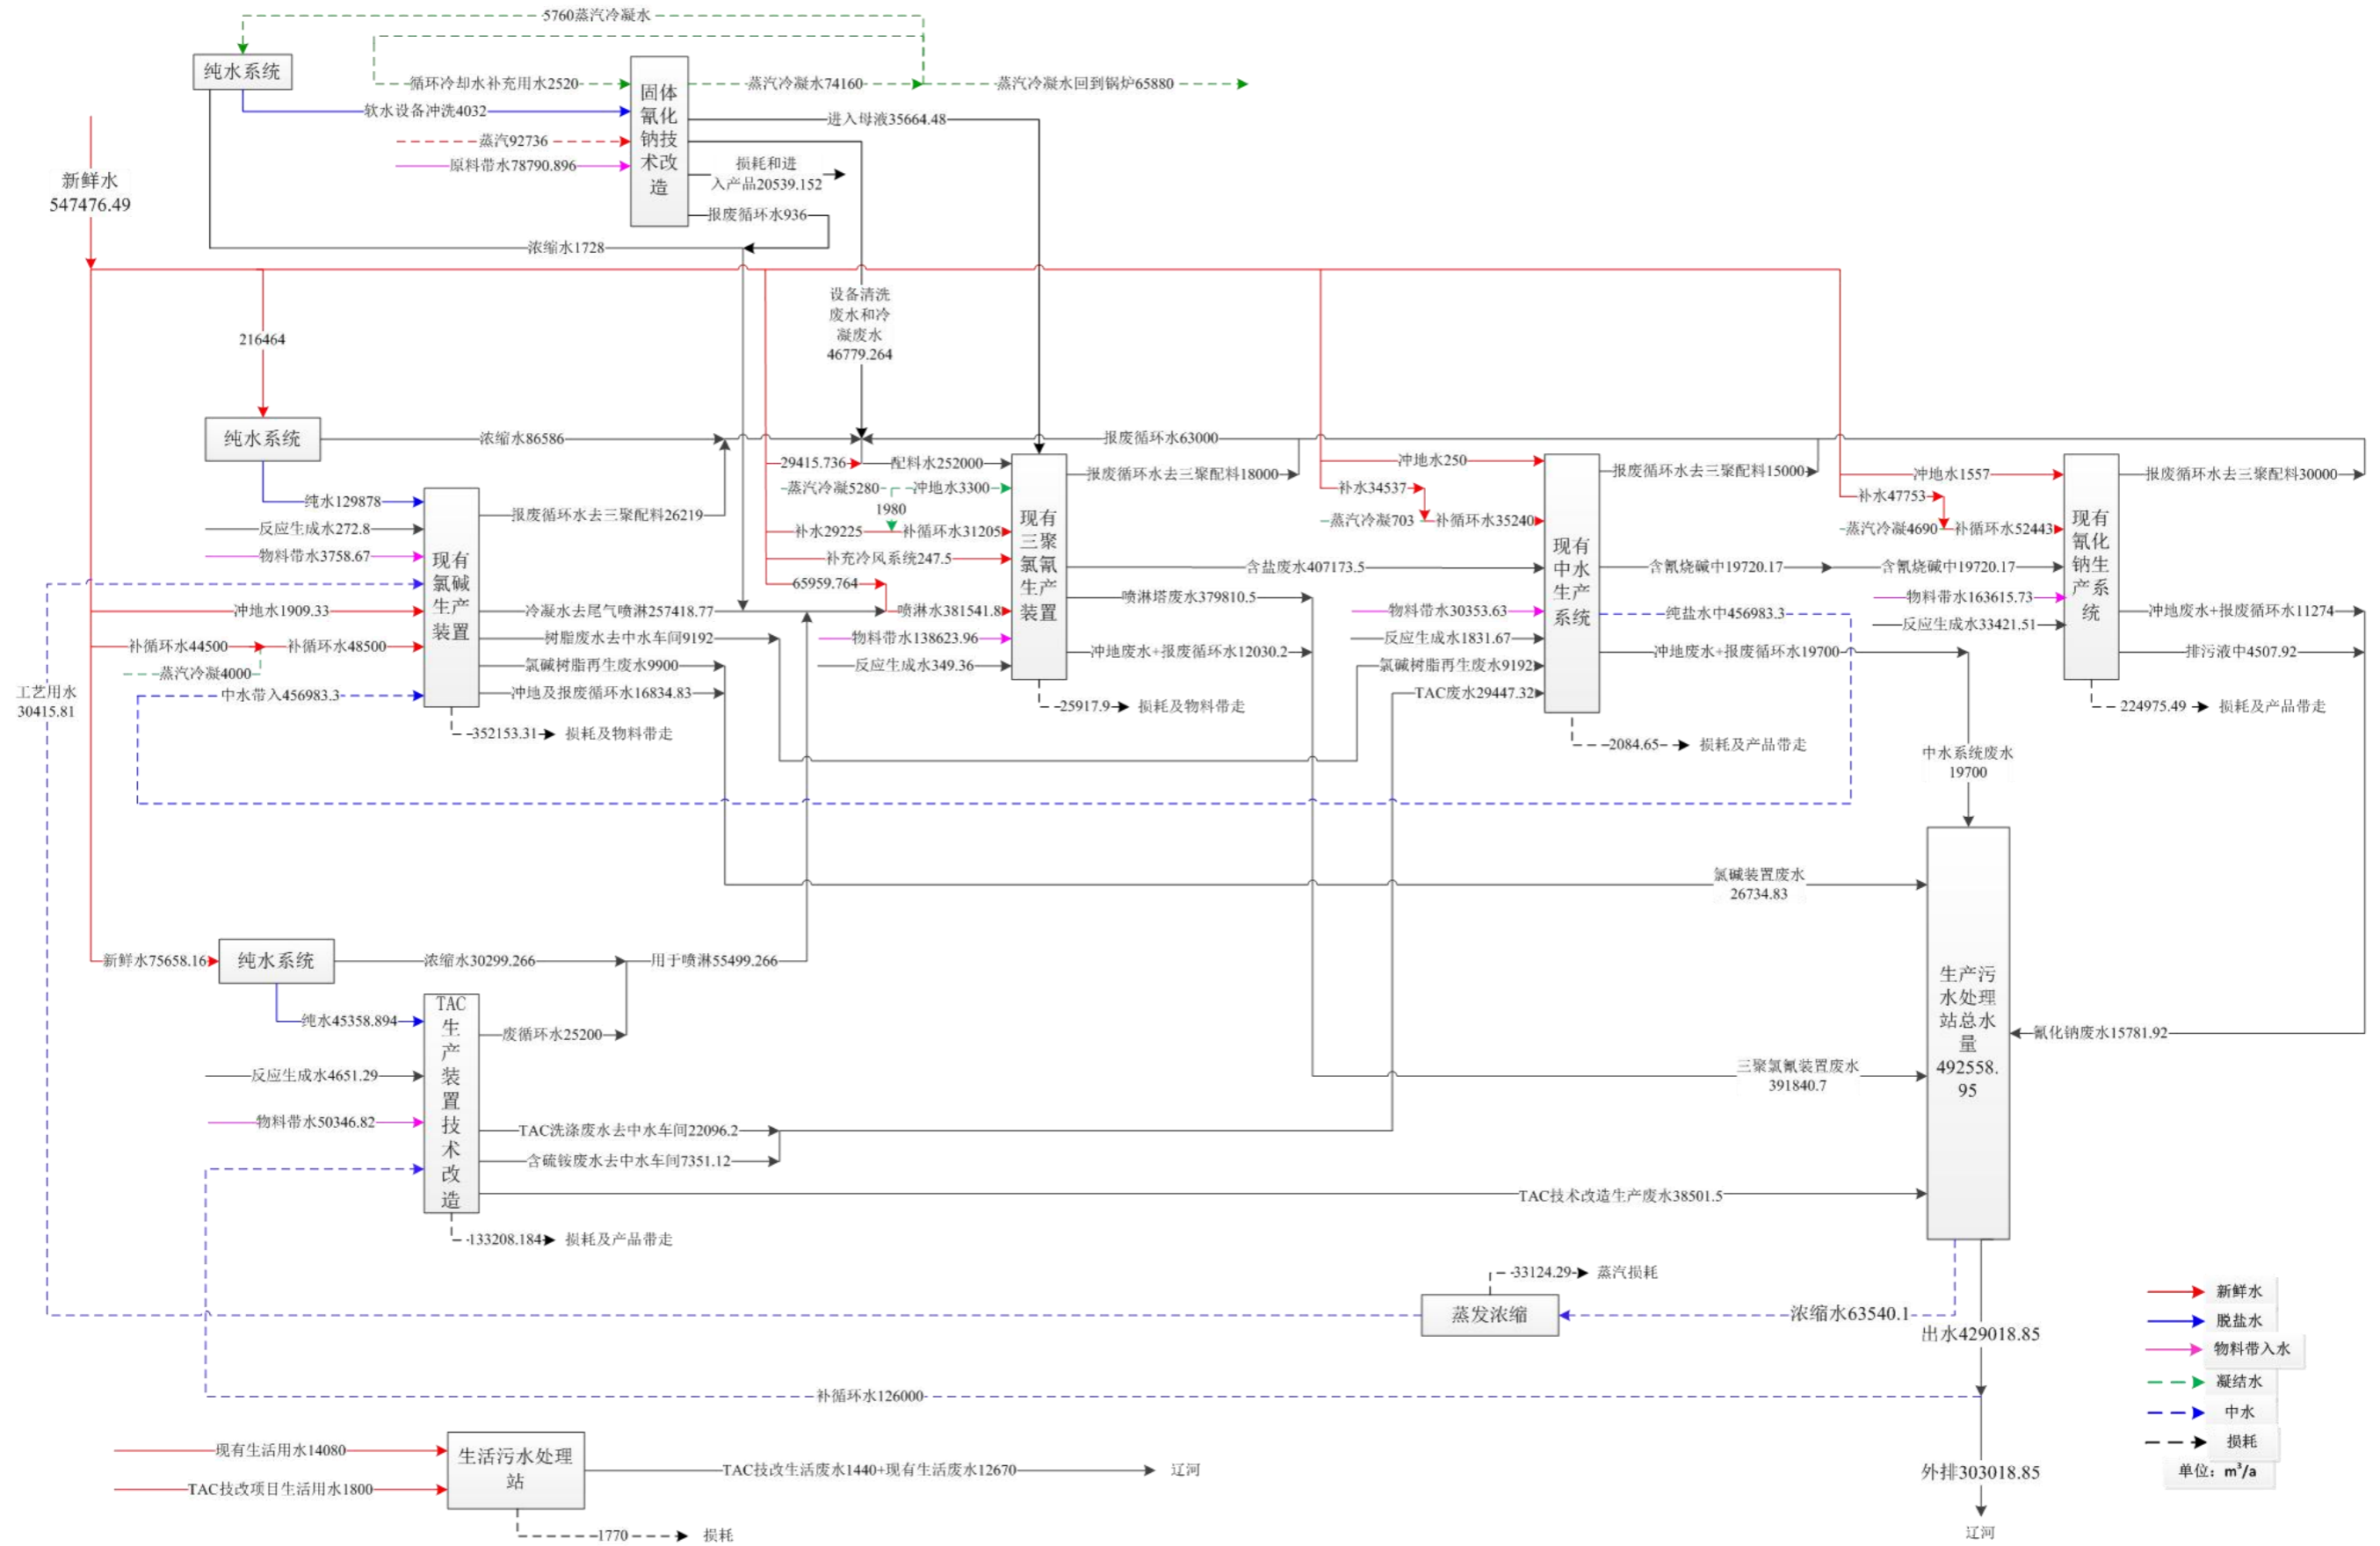 5760蒸汽冷凝水
纯水系统
循环冷却水补充用水2520
蒸汽冷凝水74160
蒸汽冷凝水回到锅炉65880
软水设备冲洗4032
蒸汽92736
原料带水78790.896
固体
氰化
钠技
术改
造
进入母液35664.48
损耗和进
入产品20539.152
报废循环水936
浓缩水1728
新鲜水
547476.49
216464
设备清洗
废水和冷
凝废水
46779.264
纯水系统
浓缩水86586
报废循环水63000
纯水129878
反应生成水272.8
物料带水3758.67
冲地水1909.33
补循环水44500
补循环水48500
蒸汽冷凝4000
中水带入456983.3
工艺用水
30415.81
现有
氯碱
生产
装置
报废循环水去三聚配料26219
冷凝水去尾气喷淋257418.77
树脂废水去中水车间9192
氯碱树脂再生废水9900
冲地及报废循环水16834.83
352153.31
损耗及物料带走
29415.736
配料水252000
蒸汽冷凝5280
冲地水3300
1980
补水29225
补循环水31205
补充冷风系统247.5
65959.764
喷淋水381541.8
物料带水138623.96
反应生成水349.36
现有
三聚
氯氰
生产
装置
报废循环水去三聚配料18000
含盐废水407173.5
喷淋塔废水379810.5
冲地废水+报废循环水12030.2
25917.9
损耗及物料带走
冲地水250
补水34537
蒸汽冷凝703
补循环水35240
物料带水30353.63
反应生成水1831.67
氯碱树脂再生废水9192
TAC废水29447.32
现有
中水
生产
系统
报废循环水去三聚配料15000
含氰烧碱中19720.17
纯盐水中456983.3
冲地废水+报废循环水19700
2084.65
损耗及产品带走
中水系统废水
19700
冲地水1557
补水47753
蒸汽冷凝4690
补循环水52443
含氰烧碱中19720.17
物料带水163615.73
反应生成水33421.51
现有
氰化
钠生
产系
统
报废循环水去三聚配料30000
冲地废水+报废循环水11274
排污液中4507.92
224975.49
损耗及产品带走
氯碱装置废水
26734.83
新鲜水75658.16
纯水系统
浓缩水30299.266
用于喷淋55499.266
纯水45358.894
反应生成水4651.29
物料带水50346.82
TAC
生
产
装
置
技
术
改
造
废循环水25200
TAC洗涤废水去中水车间22096.2
含硫铵废水去中水车间7351.12
TAC技术改造生产废水38501.5
133208.184
损耗及产品带走
三聚氯氰装置废水
391840.7
氰化钠废水15781.92
生产污
水处理
站总水
量
492558.
95
33124.29
蒸汽损耗
蒸发浓缩
浓缩水63540.1
出水429018.85
补循环水126000
外排303018.85
辽河
现有生活用水14080
TAC技改项目生活用水1800
生活污水处理
站
TAC技改生活废水1440+现有生活废水12670
辽河
1770
损耗
新鲜水
脱盐水
物料带入水
凝结水
中水
损耗
单位：m³/a